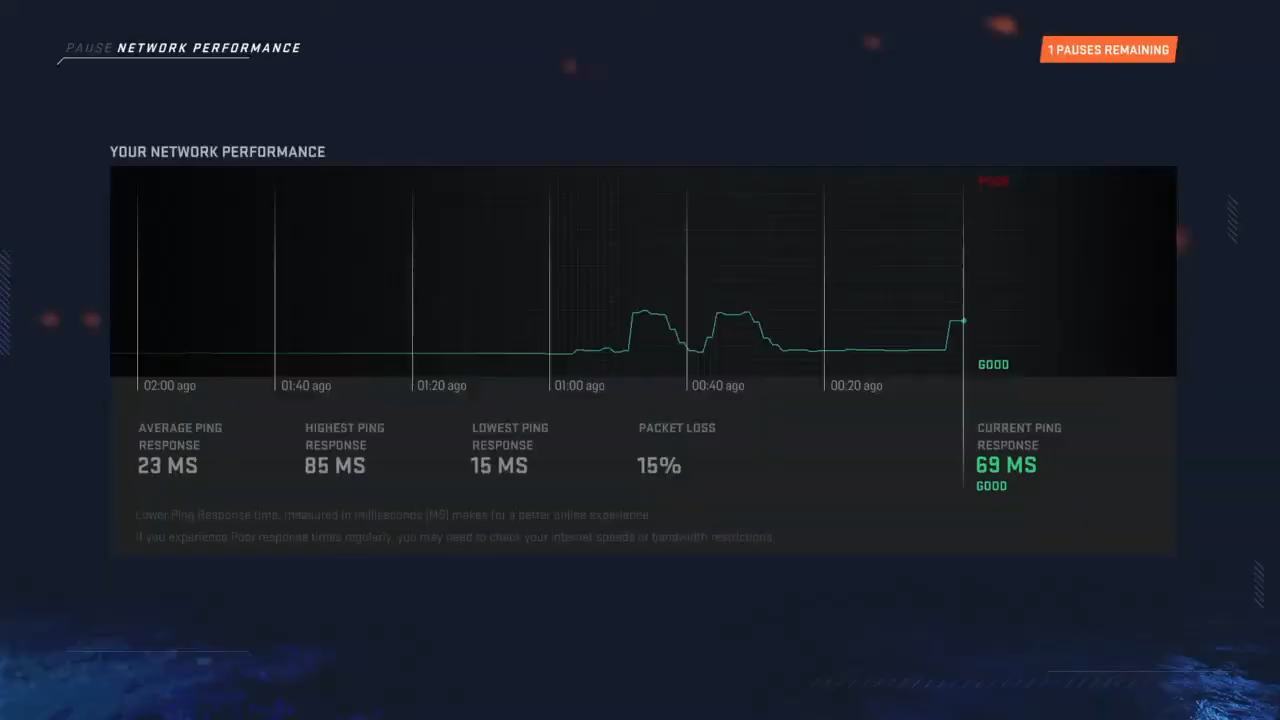 PAUSE NETWORK PERFORMANCE
1 PAUSES REMAINING
YOUR NETWORK PERFORMANCE
POOR
GOOD
02:00 ago
01:40 ago
01:20 ago
01:00 ago
00:40 ago
00:20 ago
AVERAGE PING
RESPONSE
23 MS
HIGHEST PING
RESPONSE
85 MS
LOWEST PING
RESPONSE
15 MS
PACKET LOSS
15%
CURRENT PING
RESPONSE
69 MS
GOOD
Lower Ping Response time, measured in milliseconds (MS) makes for a better online experience.
If you experience Poor response times regularly, you may need to check your internet speeds or bandwidth restrictions.